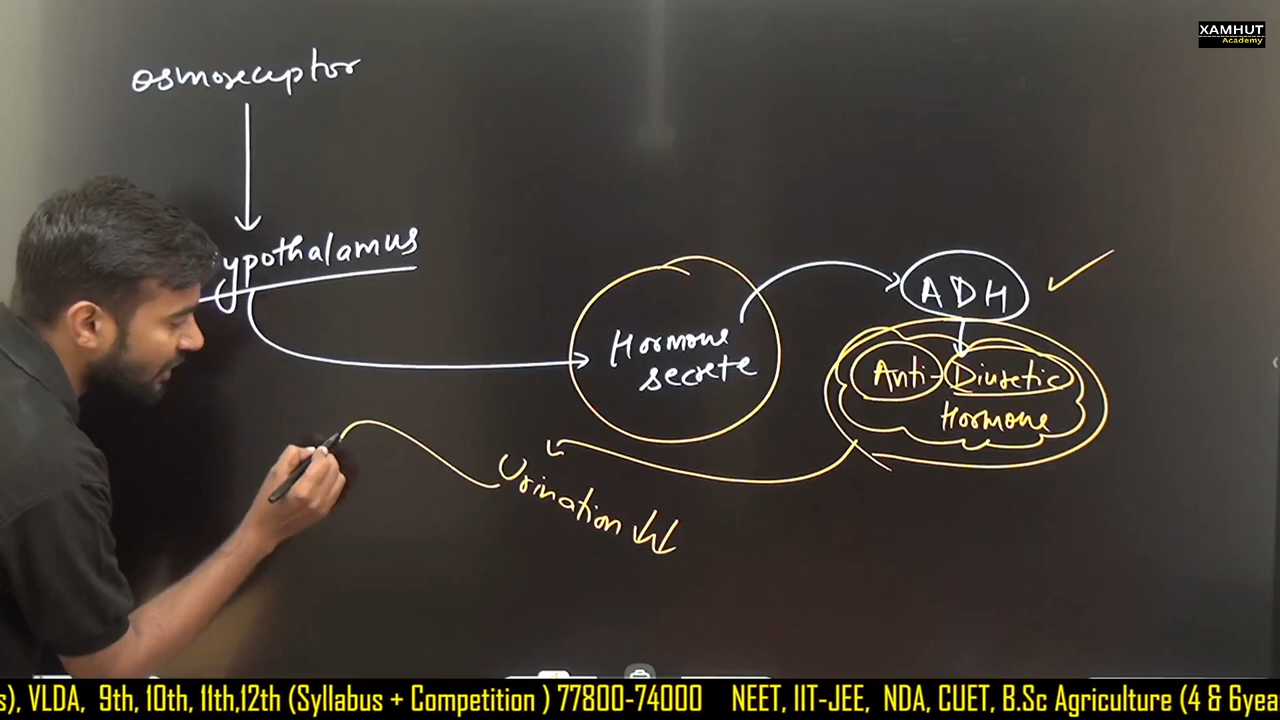 XAMHUT
Academy
osmoreceptor
ypothalamus
Hormone
secrete
ADH
Anti-Diuretic
Hormone
Urination ↓↓
s), VLDA, 9th, 10th, 11th,12th (Syllabus + Competition ) 77800-74000 NEET, IIT-JEE, NDA, CUET, B.Sc Agriculture (4 & 6yea